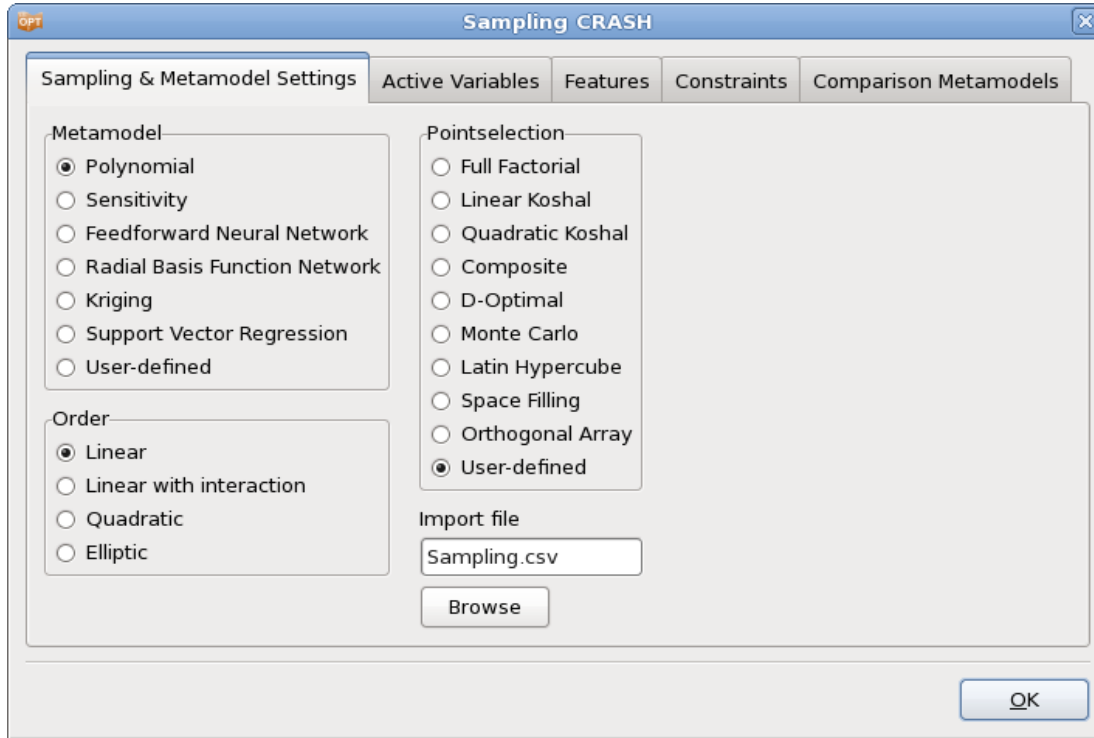 OPT
Sampling CRASH
Sampling & Metamodel Settings
Active Variables
Features
Constraints
Comparison Metamodels
Metamodel
Polynomial
Sensitivity
Feedforward Neural Network
Radial Basis Function Network
Kriging
Support Vector Regression
User-defined
Order
Linear
Linear with interaction
Quadratic
Elliptic
Pointselection
Full Factorial
Linear Koshal
Quadratic Koshal
Composite
D-Optimal
Monte Carlo
Latin Hypercube
Space Filling
Orthogonal Array
User-defined
Import file
Sampling.csv
Browse
OK